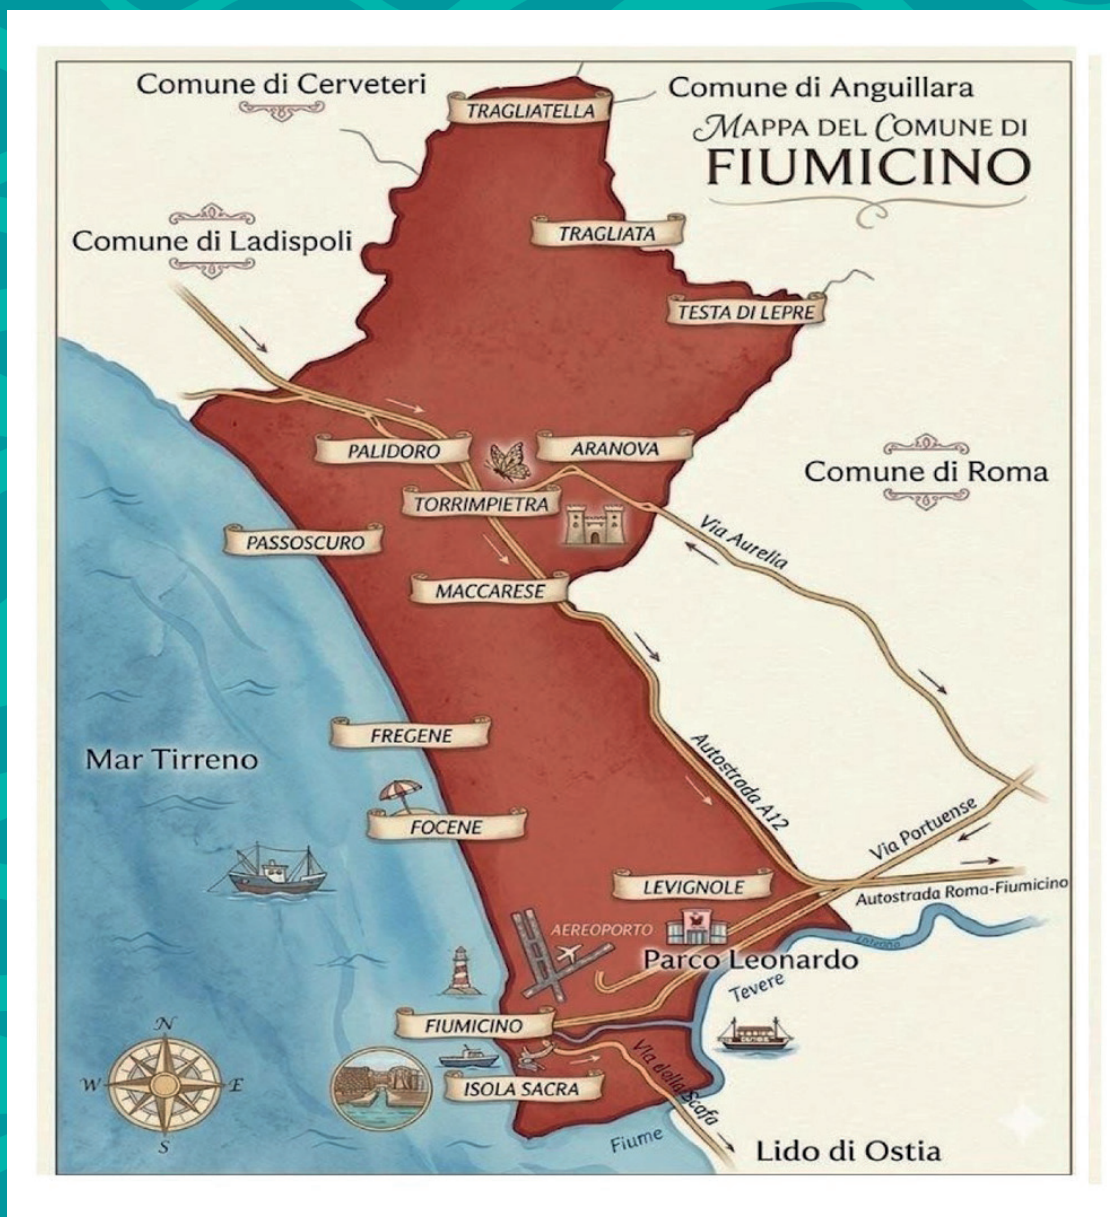 Comune di Cerveteri
Comune di Anguillara
MAPPA DEL COMUNE DI
FIUMICINO
TRAGLIATELLA
Comune di Ladispoli
TRAGLIATA
TESTA DI LEPRE
PALIDORO
ARANOVA
Comune di Roma
TORRIMPIETRA
PASSOSCURO
Via Aurelia
MACCARESE
FREGENE
Mar Tirreno
Autostrada A12
FOCENE
Via Portuense
LEVIGNOLE
Autostrada Roma-Fiumicino
AEREOPORTO
Parco Leonardo
Tevere
FIUMICINO
N
W
E
S
ISOLA SACRA
Via della Scafa
Fiume
Lido di Ostia